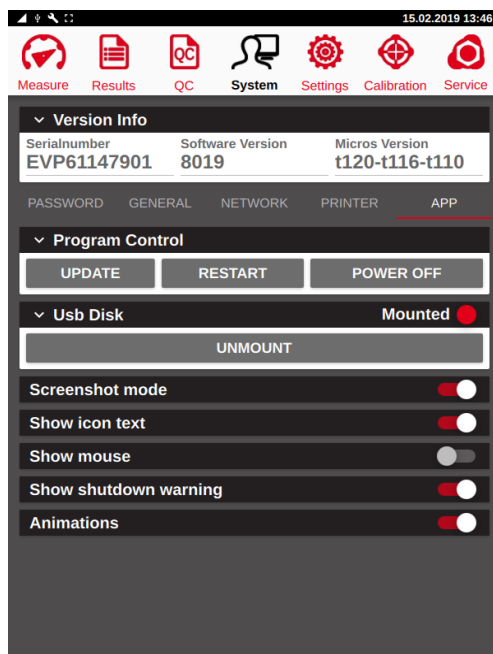 15.02.2019 13:46
Measure Results QC System Settings Calibration Service
QC
Version Info
Serialnumber Software Version Micros Version
EVP61147901 8019 t120-t116-t110
PASSWORD GENERAL NETWORK PRINTER APP
Program Control
UPDATE RESTART POWER OFF
Usb Disk Mounted
UNMOUNT
Screenshot mode
Show icon text
Show mouse
Show shutdown warning
Animations